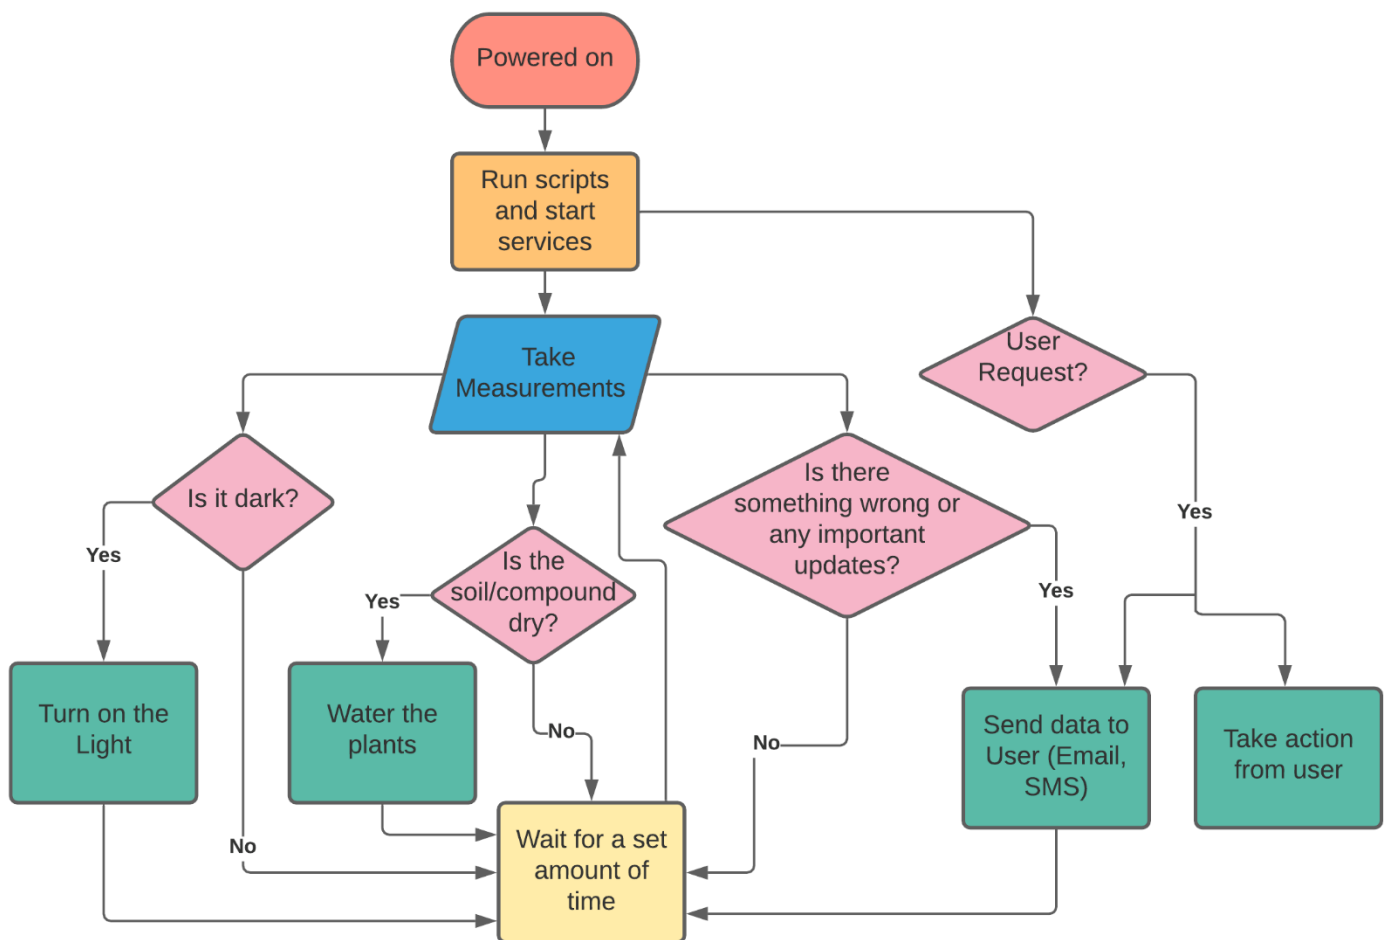 Powered on
Run scripts
and start
services
Take
Measurements
User
Request?
Is it dark?
Is there
something wrong or
any important
updates?
Yes
Yes
Is the
soil/compound
dry?
Yes
Yes
Turn on the
Light
Water the
plants
No
No
Send data to
User (Email,
SMS)
Take action
from user
No
Wait for a set
amount of
time